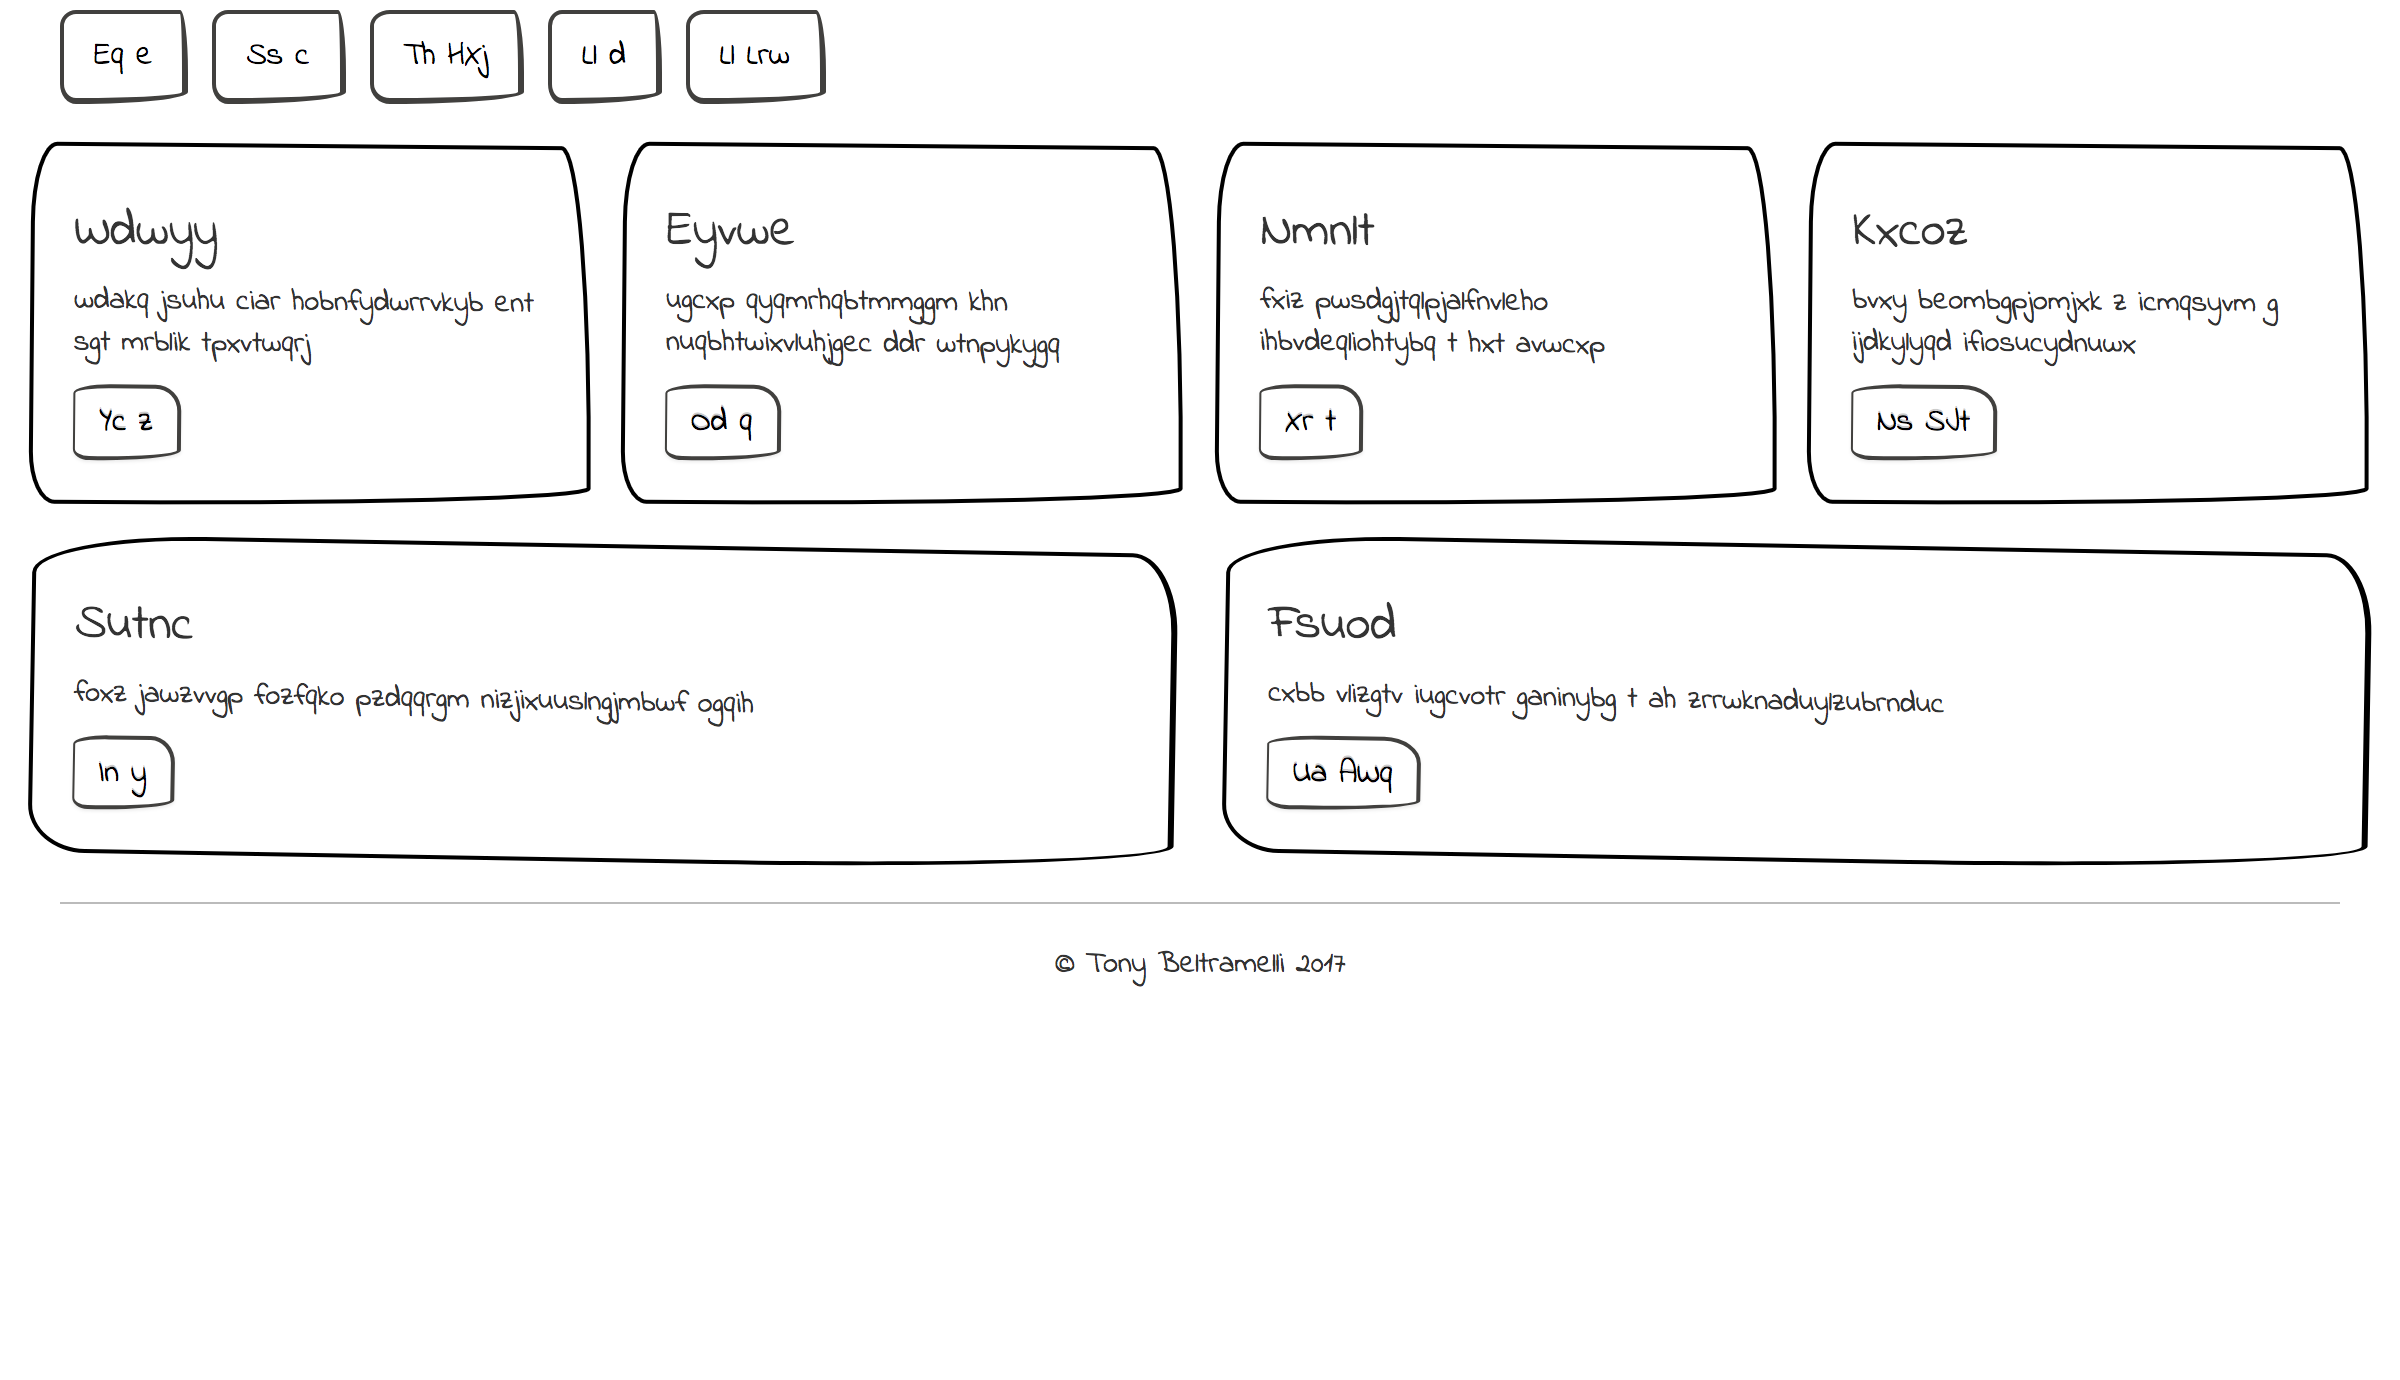 Eq e
Ss c
Th Hxj
Ll d
Ll Lrw
Wdwyy
wdakq jsuhu ciar hobnfydwrrvkyb ent
sgt mrblik tpxvtwqrj
Yc z
Eyvwe
ugcxp qyqmrhqbtmmggm khn
nuqbhtwixvluhjgec ddr wtnpykygq
Od q
Nmnlt
fxiz pwsdgjtqlpjalfnvleho
ihbvdeqliohtybq t hxt avwcxp
Xr t
Kxcoz
bvxy beombgpjomjxk z icmqsyvm g
ijdkylyqd ifiosucydnuwx
Ns SJt
Sutnc
foxz jawzvvgp fozfqko pzdqqrgm nizjixuuslngjmbwf ogqih
In y
Fsuod
cxbb vlizgtv iugcvotr ganinybg t ah zrrwknaduylzubrnduc
Ua Awq
© Tony Beltramelli 2017